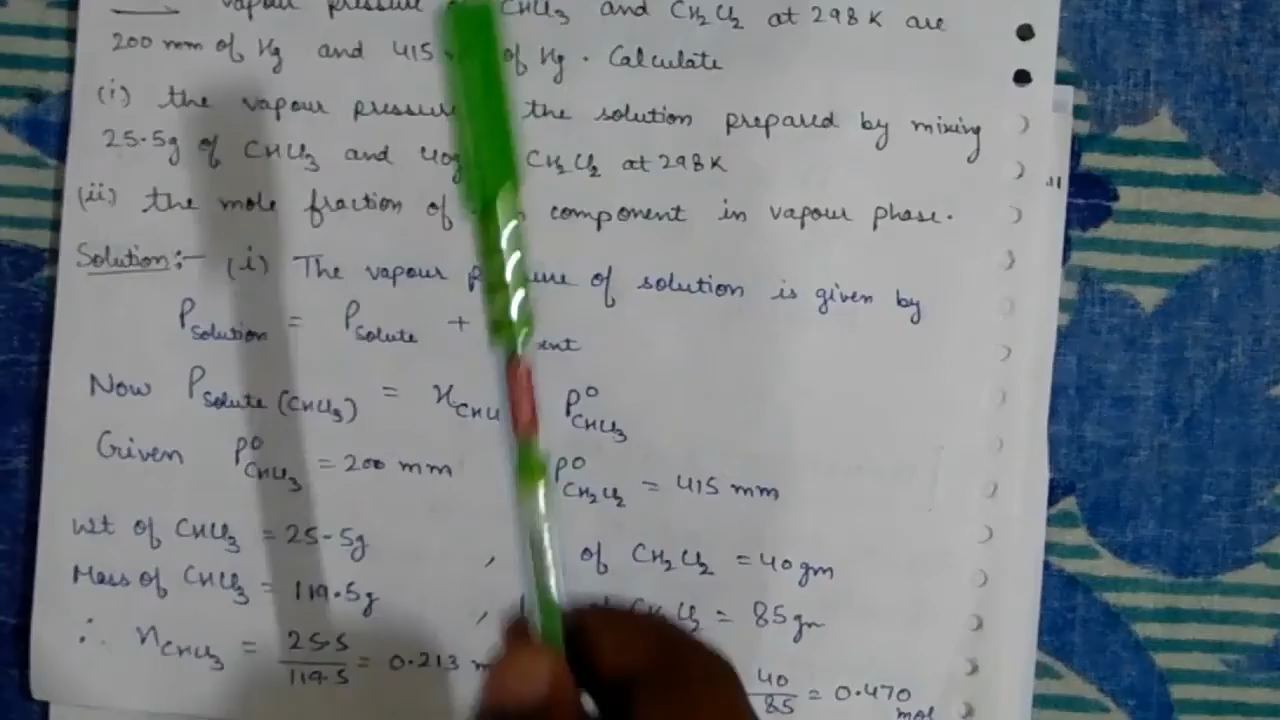 vapour pressure CHCl3 and CH2Cl2 at 298 K are
200 mm of Hg and 415 of Hg. Calculate
(i) the vapour pressure the solution prepared by mixing
25.5g of CHCl3 and 40g CH2Cl2 at 298K
(ii) the mole fraction of component in vapour phase.
Solution:- (i) The vapour of solution is given by
Psolution = Psolute +
Now Psolute (CHCl3) = xCHCl P°CHCl3
Given P°CHCl3 = 200 mm P°CH2Cl2 = 415 mm
Wt of CHCl3 = 25-5g , of CH2Cl2 = 40gm
Mass of CHCl3 = 119.5g , = 85gm
∴ nCHCl3 = 25.5/119.5 = 0.213 40/85 = 0.470 mol